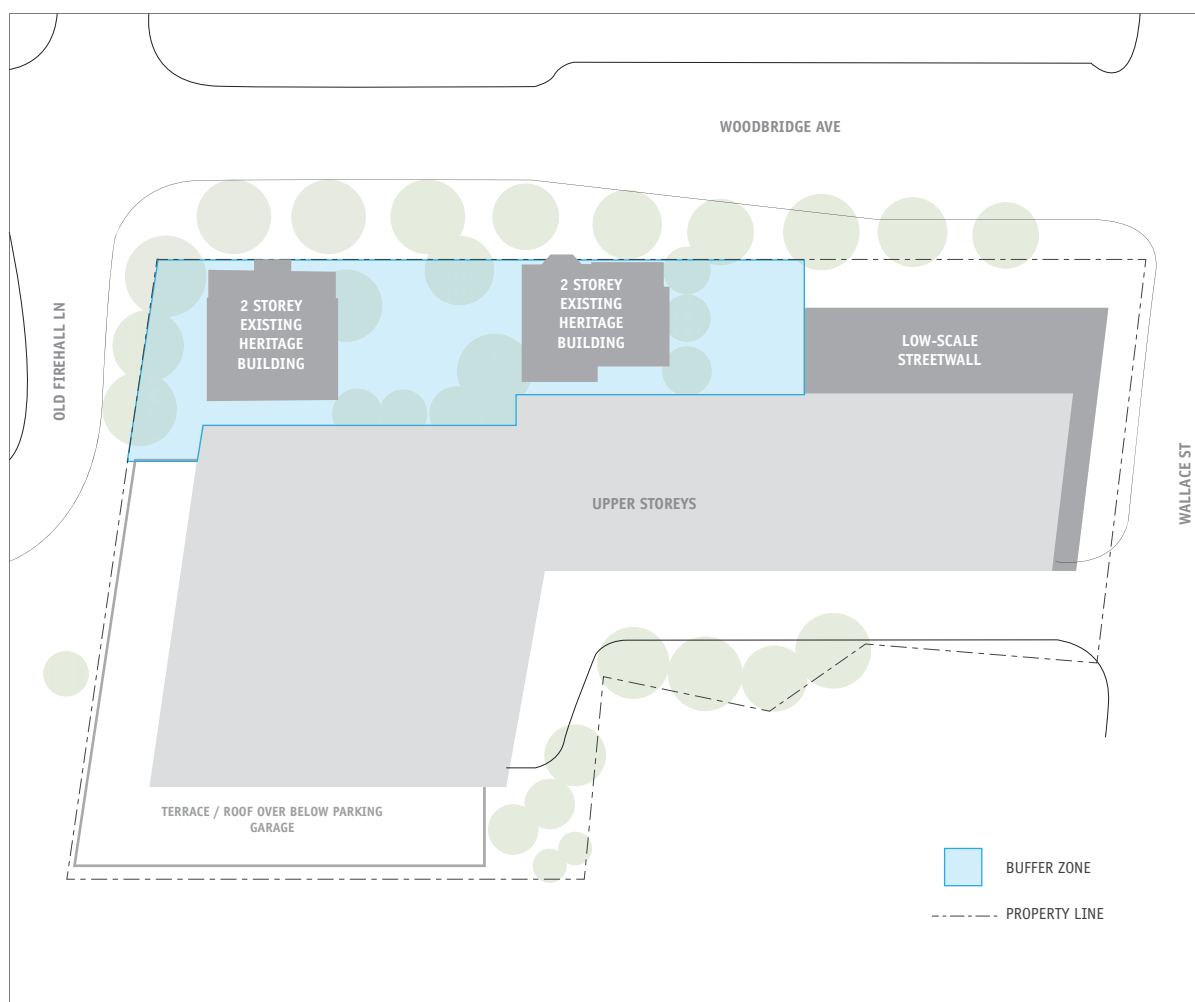 WOODBRIDGE AVE
OLD FIREHALL LN
2 STOREY
EXISTING
HERITAGE
BUILDING
2 STOREY
EXISTING
HERITAGE
BUILDING
LOW-SCALE
STREETWALL
WALLACE ST
UPPER STOREYS
TERRACE / ROOF OVER BELOW PARKING
GARAGE
BUFFER ZONE
PROPERTY LINE